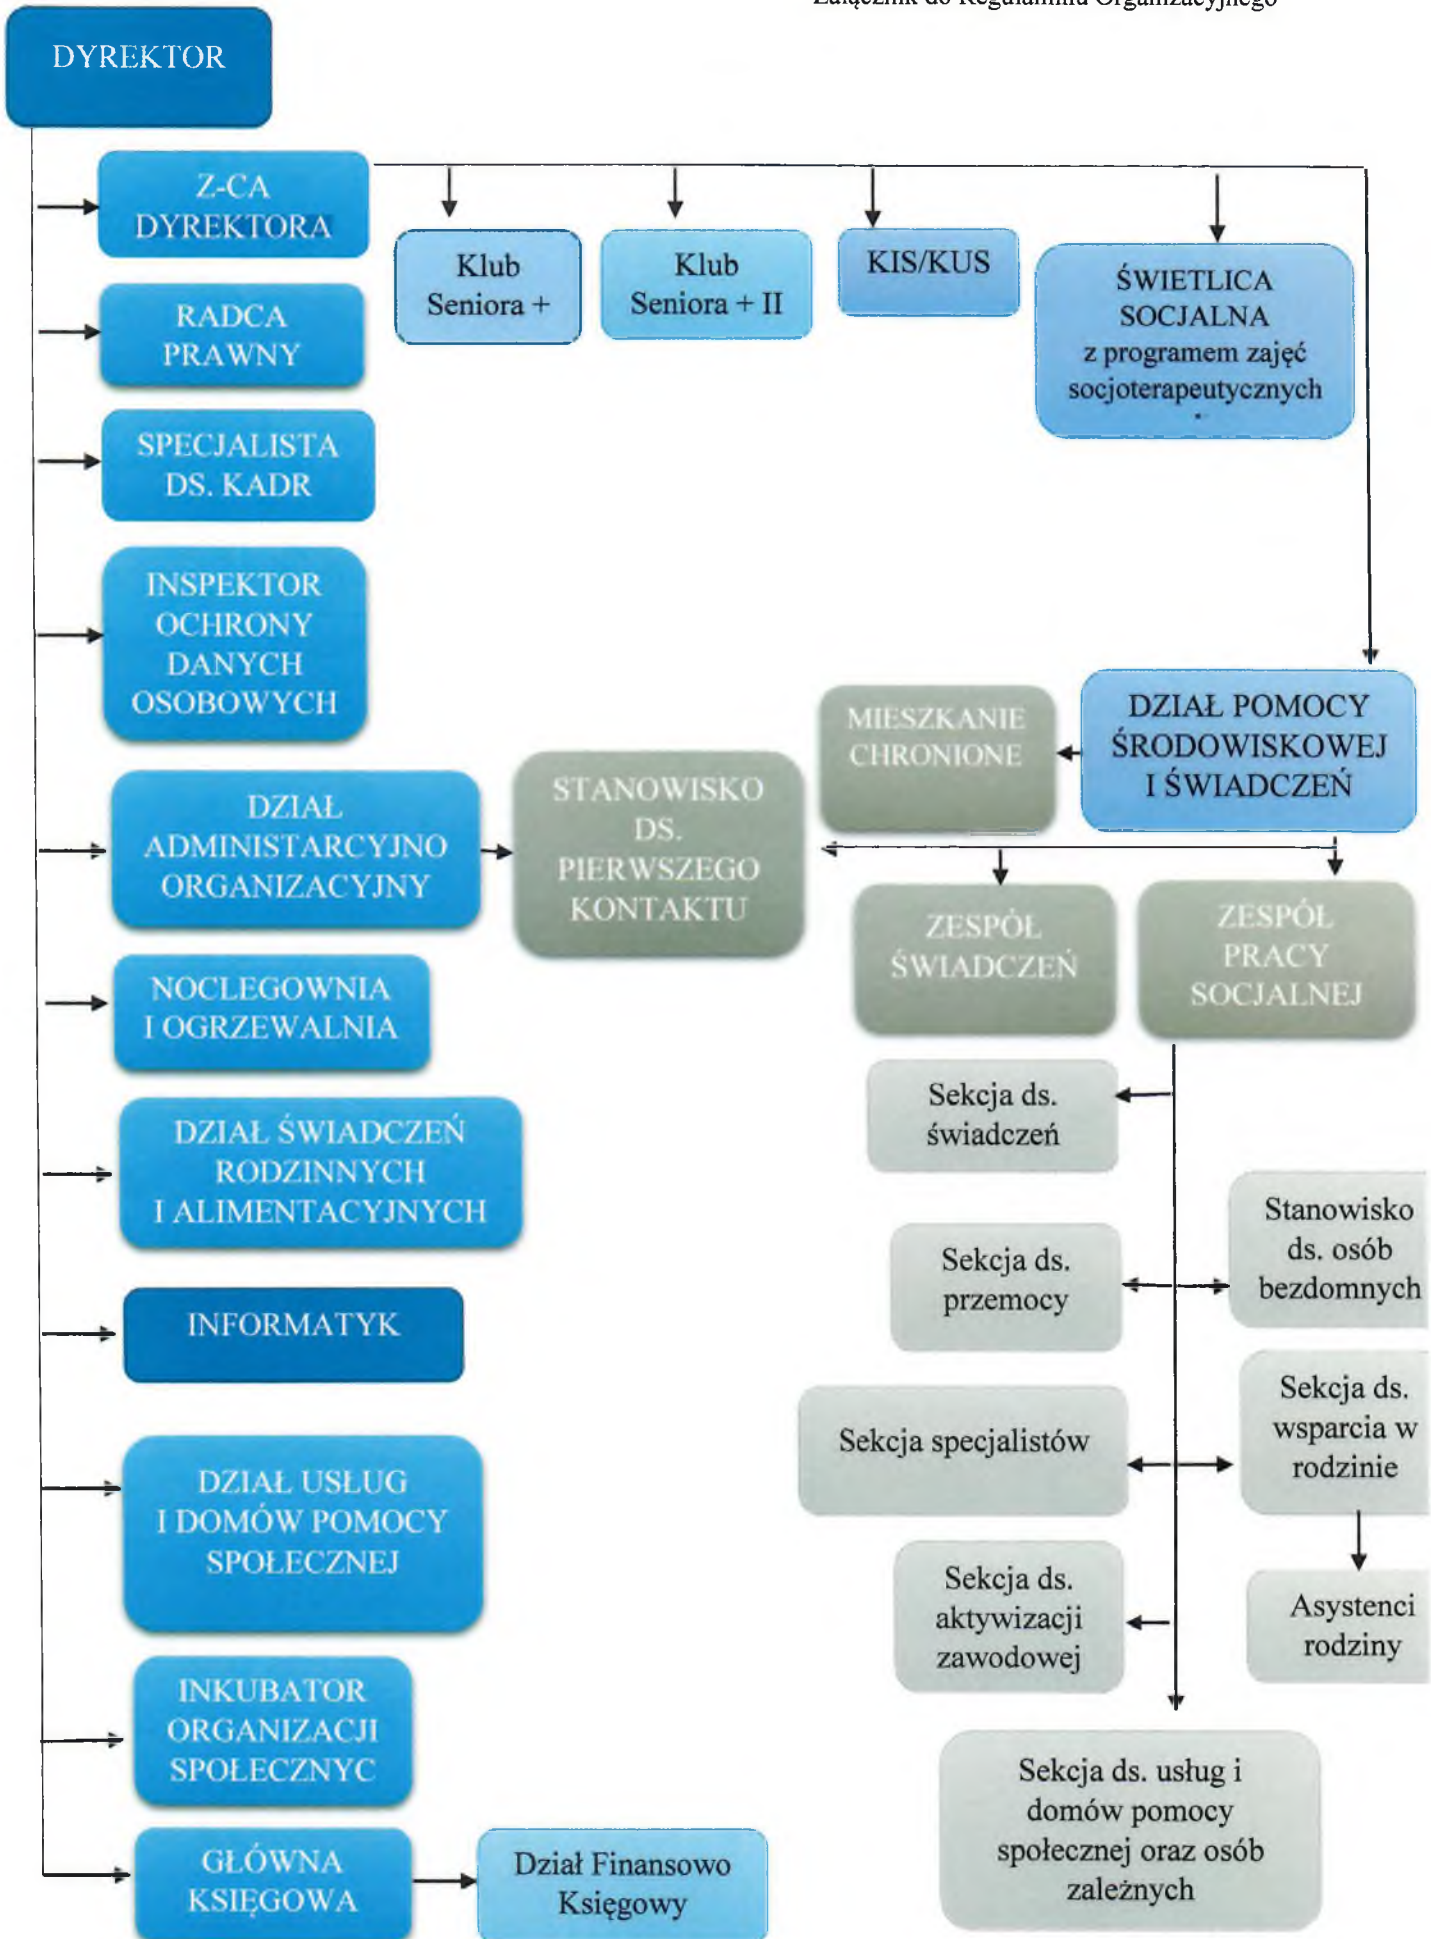 Załącznik do Regulaminu Organizacyjnego
DYREKTOR
Z-CA
DYREKTORA
Klub
Seniora +
Klub
Seniora + II
KIS/KUS
ŚWIETLICA
SOCJALNA
z programem zajęć
socjoterapeutycznych
RADCA
PRAWNY
SPECJALISTA
DS. KADR
INSPEKTOR
OCHRONY
DANYCH
OSOBOWYCH
DZIAŁ POMOCY
ŚRODOWISKOWEJ
I ŚWIADCZEŃ
MIESZKANIE
CHRONIONE
DZIAŁ
ADMINISTARCYJNO
ORGANIZACYJNY
STANOWISKO
DS.
PIERWSZEGO
KONTAKTU
ZESPÓŁ
ŚWIADCZEŃ
ZESPÓŁ
PRACY
SOCJALNEJ
NOCLEGOWNIA
I OGRZEWALNIA
Sekcja ds.
świadczeń
DZIAŁ ŚWIADCZEŃ
RODZINNYCH
I ALIMENTACYJNYCH
Sekcja ds.
przemocy
Stanowisko
ds. osób
bezdomnych
INFORMATYK
Sekcja specjalistów
Sekcja ds.
wsparcia w
rodzinie
DZIAŁ USŁUG
I DOMÓW POMOCY
SPOŁECZNEJ
Sekcja ds.
aktywizacji
zawodowej
Asystenci
rodziny
INKUBATOR
ORGANIZACJI
SPOŁECZNYC
Sekcja ds. usług i
domów pomocy
społecznej oraz osób
zależnych
GŁÓWNA
KSIĘGOWA
Dział Finansowo
Księgowy